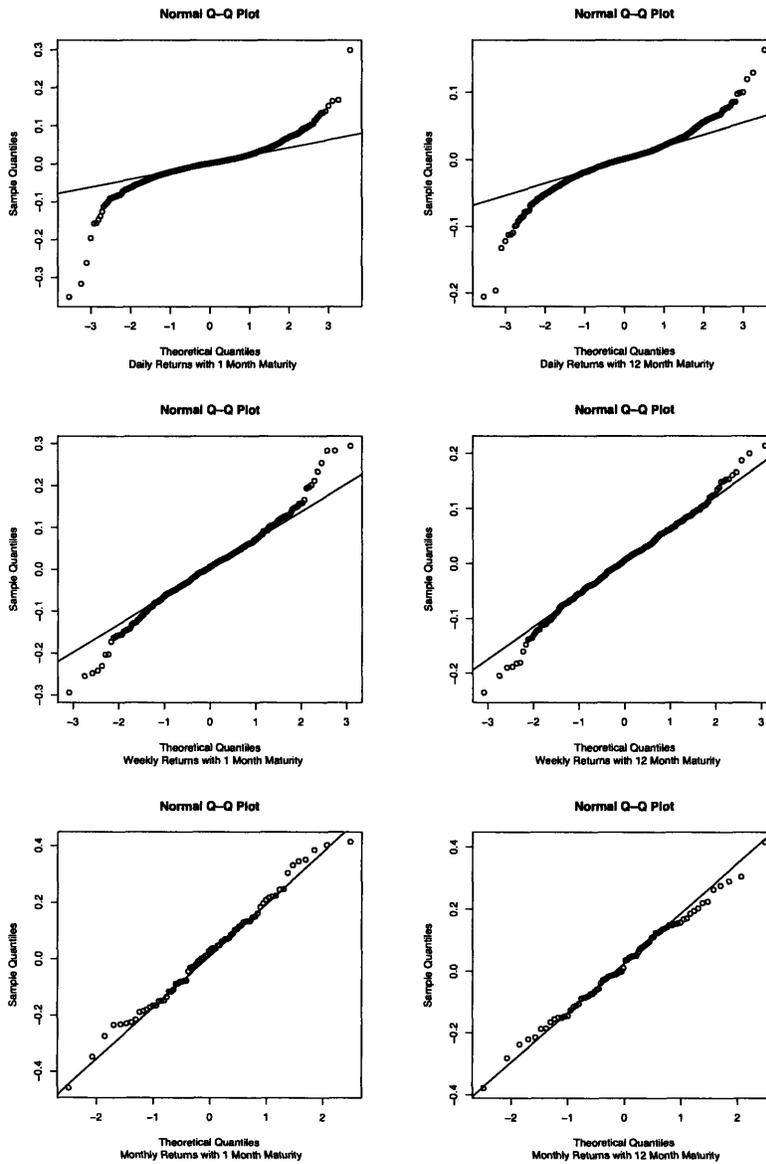 Normal Q–Q Plot
Sample Quantiles
0.3
0.2
0.1
0.0
−0.1
−0.2
−0.3
−3 −2 −1 0 1 2 3
Theoretical Quantiles
Daily Returns with 1 Month Maturity
Normal Q–Q Plot
Sample Quantiles
0.1
0.0
−0.1
−0.2
−3 −2 −1 0 1 2 3
Theoretical Quantiles
Daily Returns with 12 Month Maturity
Normal Q–Q Plot
Sample Quantiles
0.3
0.2
0.1
0.0
−0.1
−0.2
−0.3
−3 −2 −1 0 1 2 3
Theoretical Quantiles
Weekly Returns with 1 Month Maturity
Normal Q–Q Plot
Sample Quantiles
0.2
0.1
0.0
−0.1
−0.2
−3 −2 −1 0 1 2 3
Theoretical Quantiles
Weekly Returns with 12 Month Maturity
Normal Q–Q Plot
Sample Quantiles
0.4
0.2
0.0
−0.2
−0.4
−2 −1 0 1 2
Theoretical Quantiles
Monthly Returns with 1 Month Maturity
Normal Q–Q Plot
Sample Quantiles
0.4
0.2
0.0
−0.2
−0.4
−2 −1 0 1 2
Theoretical Quantiles
Monthly Returns with 12 Month Maturity